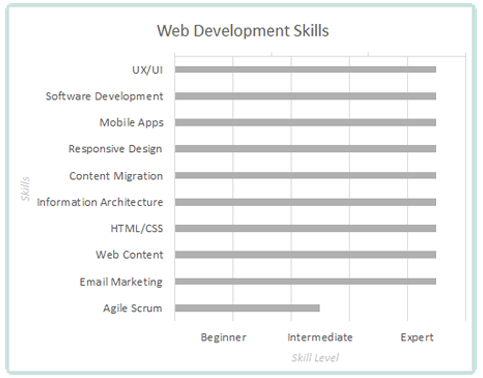 Web Development Skills
UX/UI
Software Development
Mobile Apps
Responsive Design
Content Migration
Skills
Information Architecture
HTML/CSS
Web Content
Email Marketing
Agile Scrum
Beginner Intermediate Expert
Skill Level